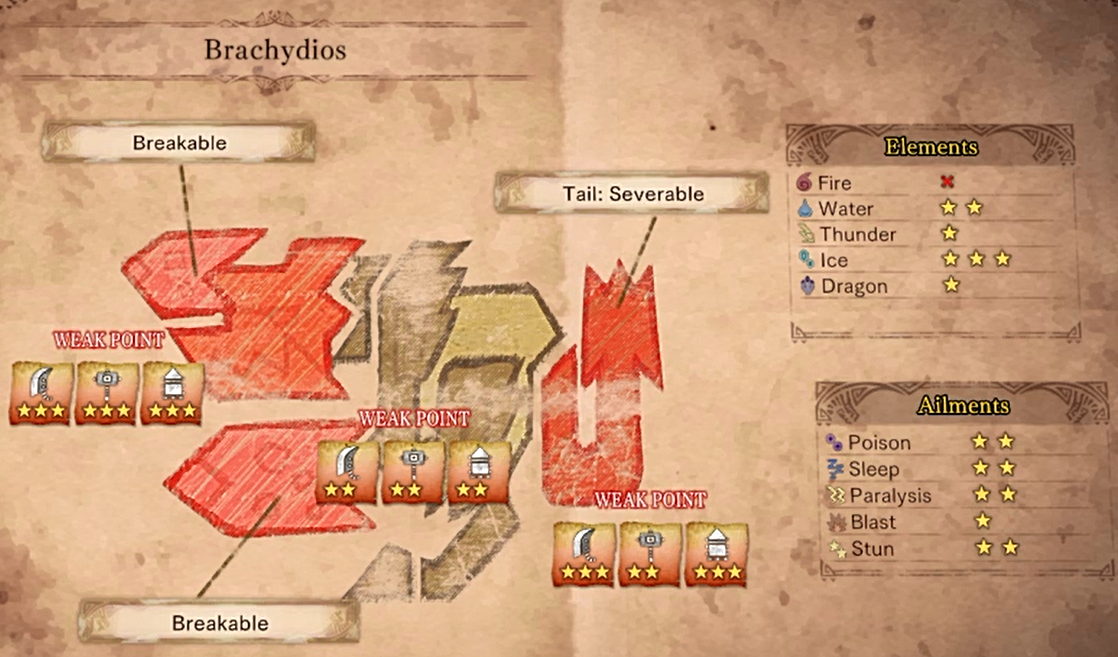 Brachydios
Breakable
Tail: Severable
WEAK POINT
WEAK POINT
WEAK POINT
Breakable
Elements
Fire
Water
Thunder
Ice
Dragon
Ailments
Poison
Sleep
Paralysis
Blast
Stun